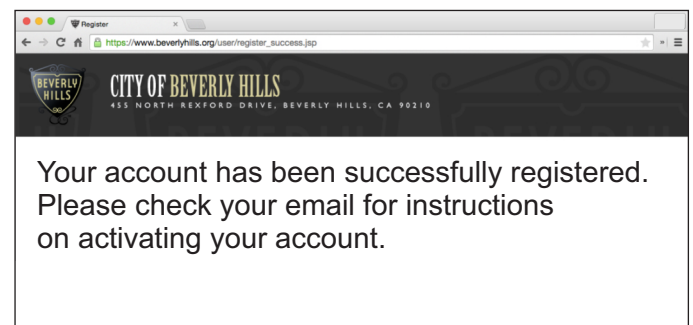 Register
https://www.beverlyhills.org/user/register_success.jsp
BEVERLY
HILLS
CITY OF BEVERLY HILLS
455 NORTH REXFORD DRIVE, BEVERLY HILLS, CA 90210
Your account has been successfully registered.
Please check your email for instructions
on activating your account.